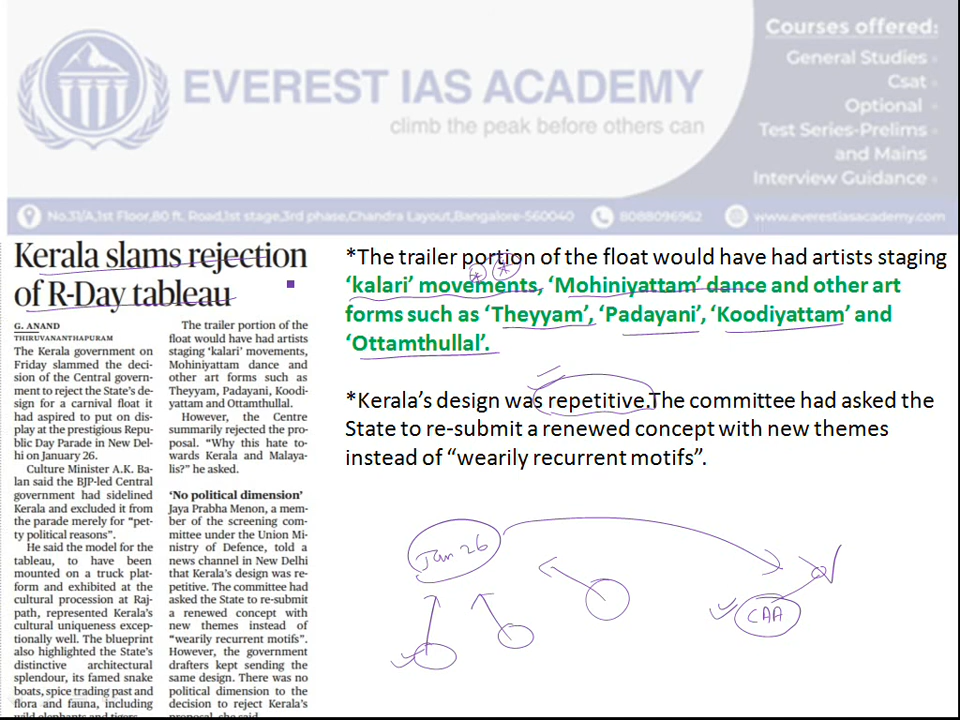 Courses offered:
General Studies
Csat
Optional
Test Series-Prelims
and Mains
Interview Guidance
EVEREST IAS ACADEMY
climb the peak before others can
No.31/A,1st Floor,80 ft. Road,1st stage,3rd phase,Chandra Layout,Bangalore-560040
8088096962
www.everestiasacademy.com
Kerala slams rejection
of R-Day tableau
G. ANAND
THIRUVANANTHAPURAM
The Kerala government on
Friday slammed the deci-
sion of the Central govern-
ment to reject the State's de-
sign for a carnival float it
had aspired to put on dis-
play at the prestigious Repu-
blic Day Parade in New Del-
hi on January 26.
Culture Minister A.K. Ba-
lan said the BJP-led Central
government had sidelined
Kerala and excluded it from
the parade merely for "pet-
ty political reasons".
He said the model for the
tableau, to have been
mounted on a truck plat-
form and exhibited at the
cultural procession at Raj-
path, represented Kerala's
cultural uniqueness excep-
tionally well. The blueprint
also highlighted the State's
distinctive architectural
splendour, its famed snake
boats, spice trading past and
flora and fauna, including
wild elephants and tigers.
The trailer portion of the
float would have had artists
staging 'kalari' movements,
Mohiniyattam dance and
other art forms such as
Theyyam, Padayani, Koodi-
yattam and Ottamthullal.
However, the Centre
summarily rejected the pro-
posal. "Why this hate to-
wards Kerala and Malaya-
lis?" he asked.
'No political dimension'
Jaya Prabha Menon, a mem-
ber of the screening com-
mittee under the Union Mi-
nistry of Defence, told a
news channel in New Delhi
that Kerala's design was re-
petitive. The committee had
asked the State to re-submit
a renewed concept with
new themes instead of
"wearily recurrent motifs".
However, the government
drafters kept sending the
same design. There was no
political dimension to the
decision to reject Kerala's
proposal, she said
*The trailer portion of the float would have had artists staging
'kalari' movements, 'Mohiniyattam' dance and other art
forms such as 'Theyyam', 'Padayani', 'Koodiyattam' and
'Ottamthullal'.
*Kerala's design was repetitive.The committee had asked the
State to re-submit a renewed concept with new themes
instead of "wearily recurrent motifs".
Jan 26
CAA